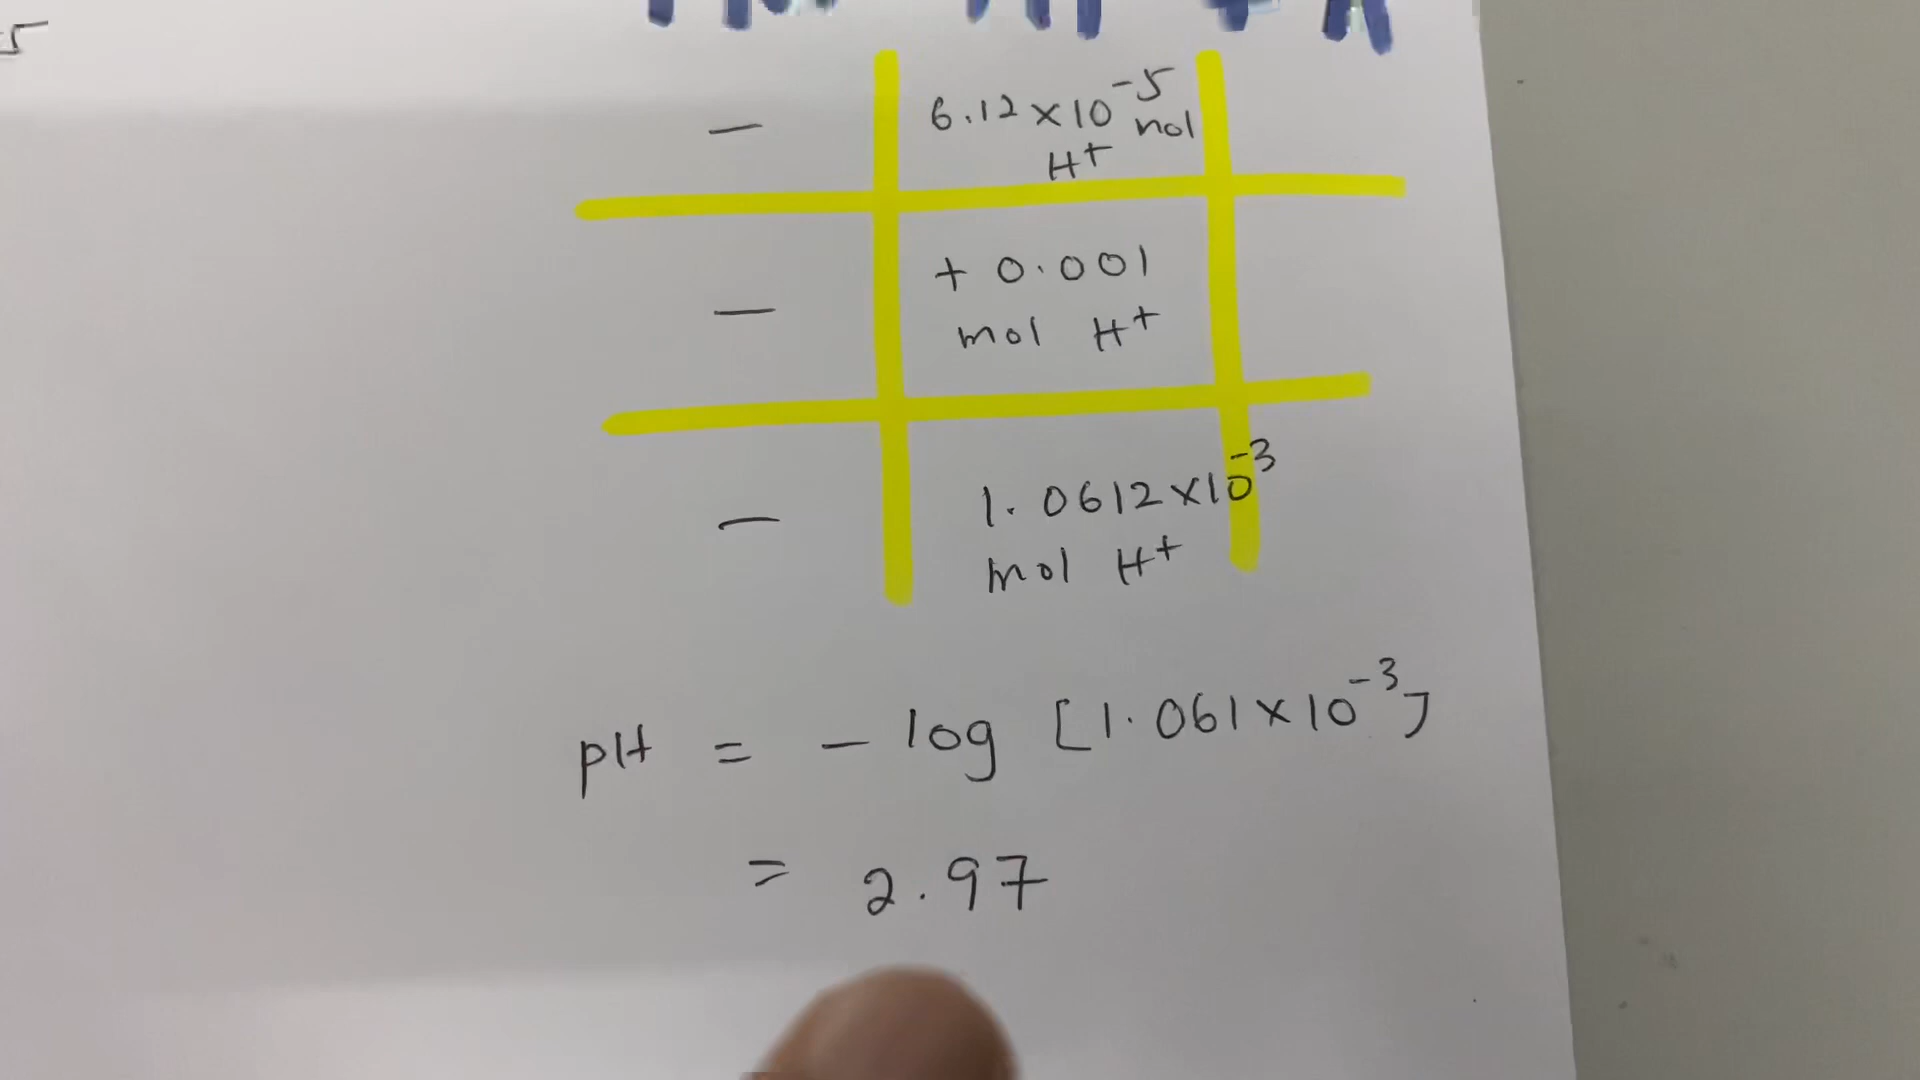 —
6.12 × 10⁻⁵ mol
H⁺
—
+ 0.001
mol H⁺
—
1.0612 × 10⁻³
mol H⁺
pH = − log [1.061 × 10⁻³]
= 2.97